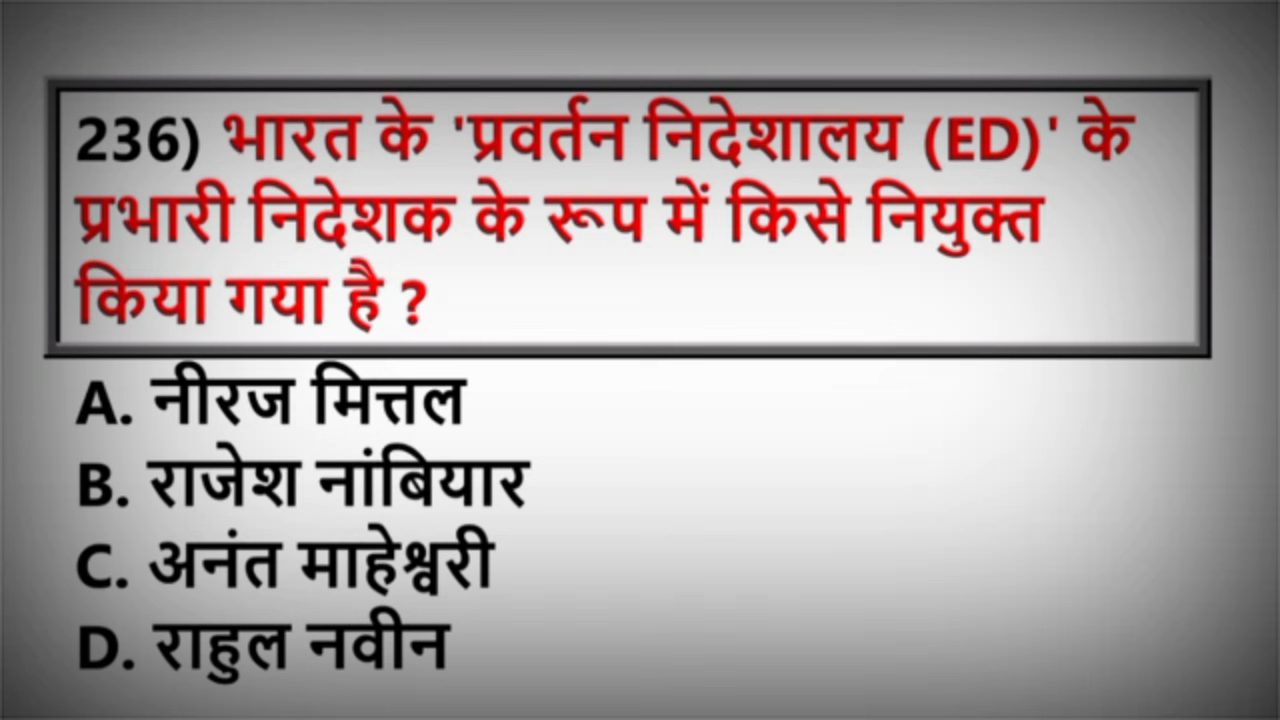 236) भारत के 'प्रवर्तन निदेशालय (ED)' के
प्रभारी निदेशक के रूप में किसे नियुक्त
किया गया है ?
A. नीरज मित्तल
B. राजेश नांबियार
C. अनंत माहेश्वरी
D. राहुल नवीन